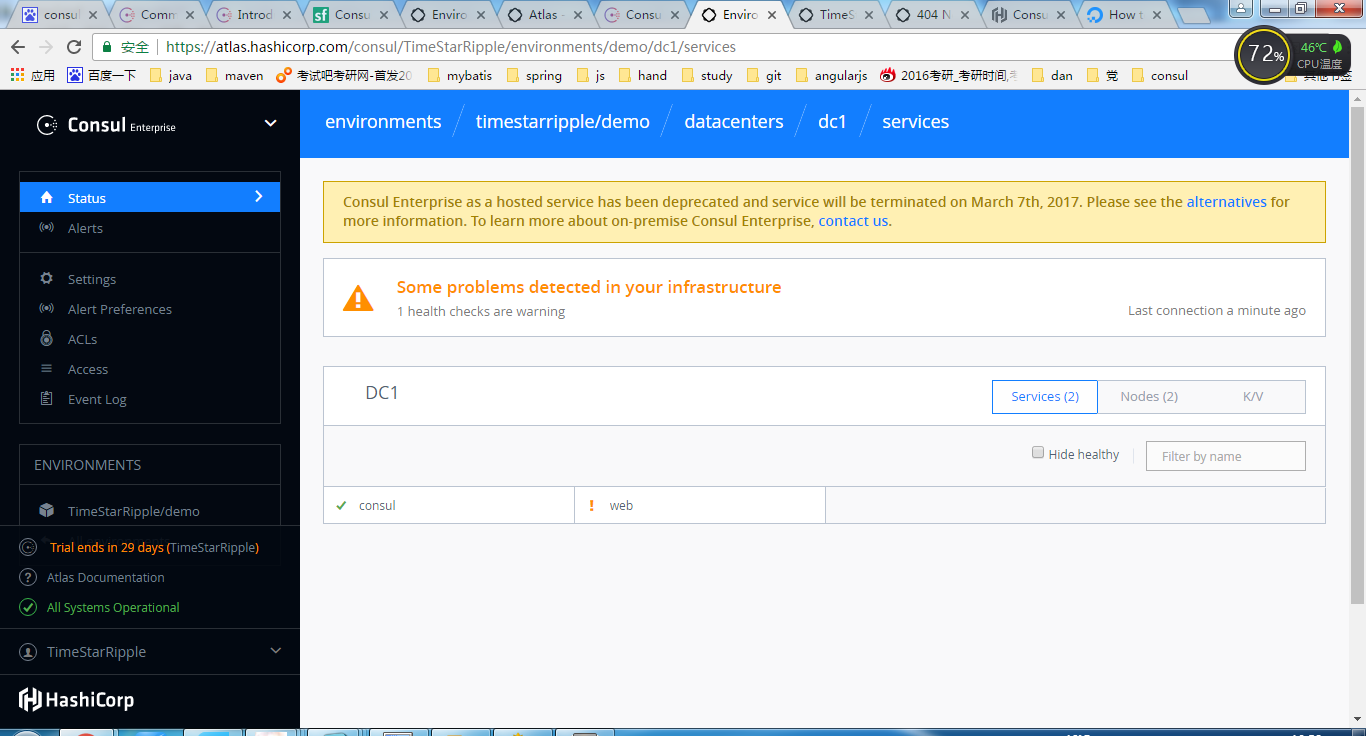 consul
Comm
Introd
Consu
Enviro
Atlas -
Consu
Enviro
TimeS
404 N
Consu
How t
安全 | https://atlas.hashicorp.com/consul/TimeStarRipple/environments/demo/dc1/services
72%
46℃
CPU温度
应用 百度一下 java maven 考试吧考研网-首发20 mybatis spring js hand study git angularjs 2016考研_考研时间,考 dan 党 consul 其他书签
Consul Enterprise
environments / timestarripple/demo / datacenters / dc1 / services
Status
Alerts
Settings
Alert Preferences
ACLs
Access
Event Log
ENVIRONMENTS
TimeStarRipple/demo
Trial ends in 29 days (TimeStarRipple)
Atlas Documentation
All Systems Operational
TimeStarRipple
HashiCorp
Consul Enterprise as a hosted service has been deprecated and service will be terminated on March 7th, 2017. Please see the alternatives for
more information. To learn more about on-premise Consul Enterprise, contact us.
Some problems detected in your infrastructure
1 health checks are warning
Last connection a minute ago
DC1
Services (2) Nodes (2) K/V
Hide healthy Filter by name
consul web